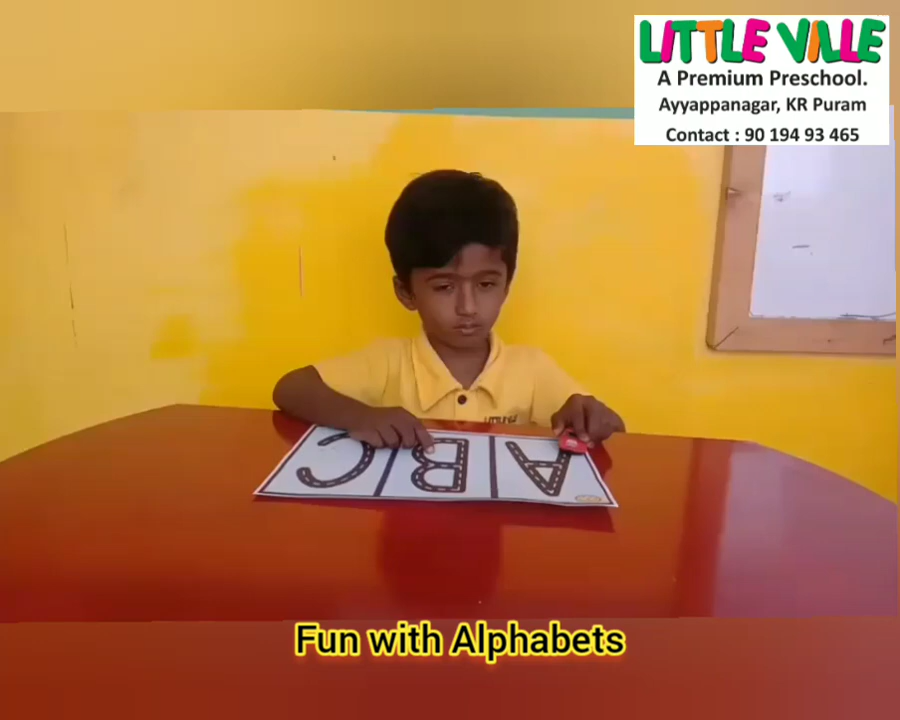 LITTLE VILLE
A Premium Preschool.
Ayyappanagar, KR Puram
Contact : 90 194 93 465
A B C
Fun with Alphabets